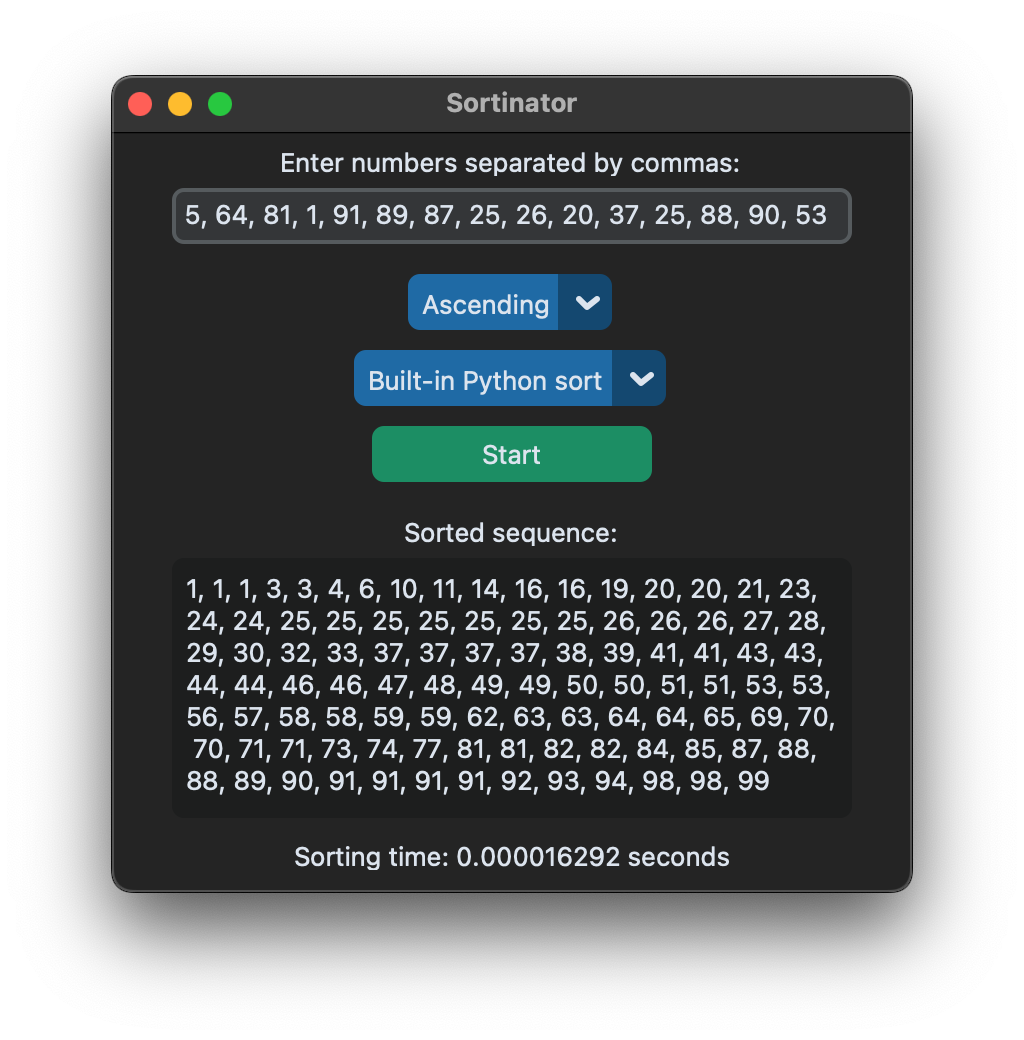 Sortinator
Enter numbers separated by commas:
5, 64, 81, 1, 91, 89, 87, 25, 26, 20, 37, 25, 88, 90, 53
Ascending
Built-in Python sort
Start
Sorted sequence:
1, 1, 1, 3, 3, 4, 6, 10, 11, 14, 16, 16, 19, 20, 20, 21, 23,
24, 24, 25, 25, 25, 25, 25, 25, 25, 26, 26, 26, 27, 28,
29, 30, 32, 33, 37, 37, 37, 37, 38, 39, 41, 41, 43, 43,
44, 44, 46, 46, 47, 48, 49, 49, 50, 50, 51, 51, 53, 53,
56, 57, 58, 58, 59, 59, 62, 63, 63, 64, 64, 65, 69, 70,
70, 71, 71, 73, 74, 77, 81, 81, 82, 82, 84, 85, 87, 88,
88, 89, 90, 91, 91, 91, 91, 92, 93, 94, 98, 98, 99
Sorting time: 0.000016292 seconds